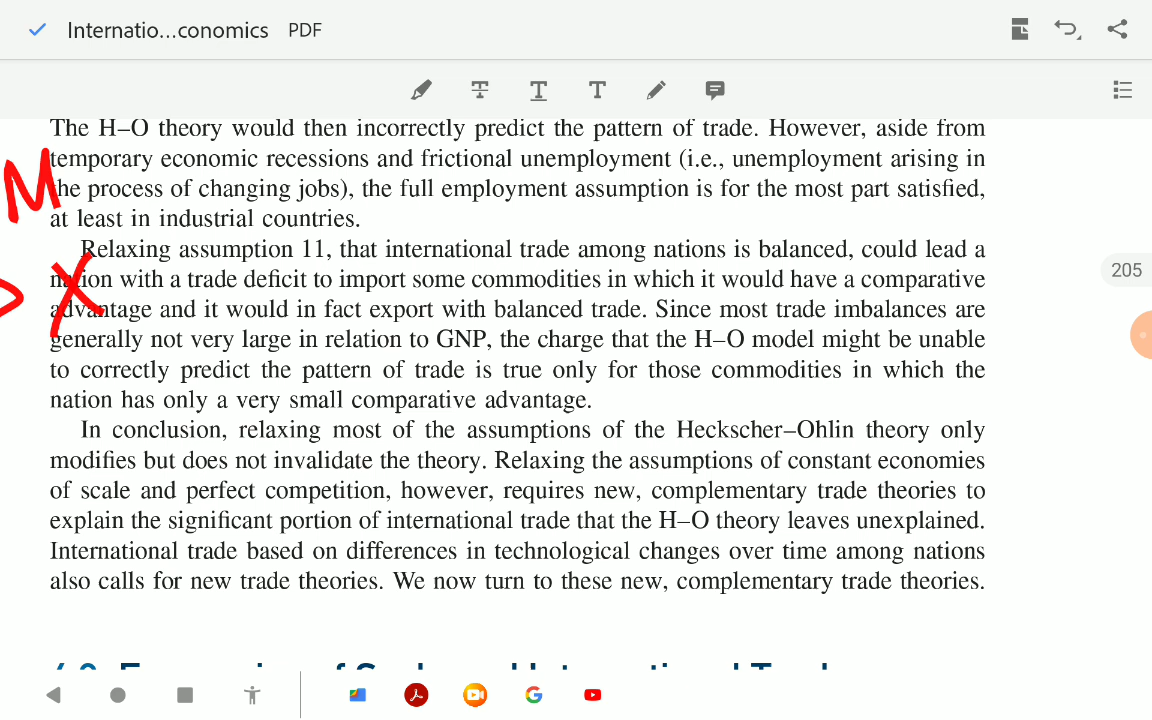 Internatio...conomics PDF
The H–O theory would then incorrectly predict the pattern of trade. However, aside from
temporary economic recessions and frictional unemployment (i.e., unemployment arising in
the process of changing jobs), the full employment assumption is for the most part satisfied,
at least in industrial countries.
M
Relaxing assumption 11, that international trade among nations is balanced, could lead a
nation with a trade deficit to import some commodities in which it would have a comparative
advantage and it would in fact export with balanced trade. Since most trade imbalances are
generally not very large in relation to GNP, the charge that the H–O model might be unable
to correctly predict the pattern of trade is true only for those commodities in which the
nation has only a very small comparative advantage.
> X
205
In conclusion, relaxing most of the assumptions of the Heckscher–Ohlin theory only
modifies but does not invalidate the theory. Relaxing the assumptions of constant economies
of scale and perfect competition, however, requires new, complementary trade theories to
explain the significant portion of international trade that the H–O theory leaves unexplained.
International trade based on differences in technological changes over time among nations
also calls for new trade theories. We now turn to these new, complementary trade theories.